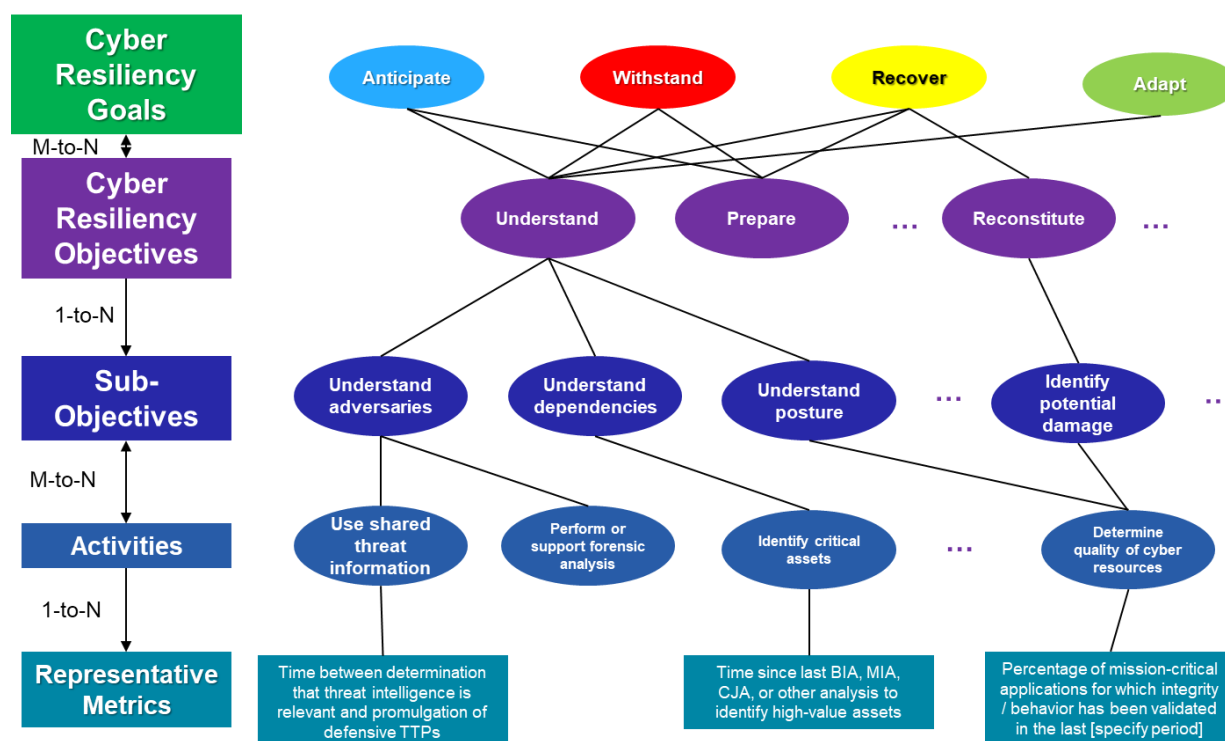 Cyber
Resiliency
Goals
Anticipate
Withstand
Recover
Adapt
M-to-N
Cyber
Resiliency
Objectives
Understand
Prepare
...
Reconstitute
...
1-to-N
Sub-
Objectives
Understand
adversaries
Understand
dependencies
Understand
posture
...
Identify
potential
damage
..
M-to-N
Activities
Use shared
threat
information
Perform or
support forensic
analysis
Identify critical
assets
...
Determine
quality of cyber
resources
1-to-N
Representative
Metrics
Time between determination
that threat intelligence is
relevant and promulgation of
defensive TTPs
Time since last BIA, MIA,
CJA, or other analysis to
identify high-value assets
Percentage of mission-critical
applications for which integrity
/ behavior has been validated
in the last [specify period]